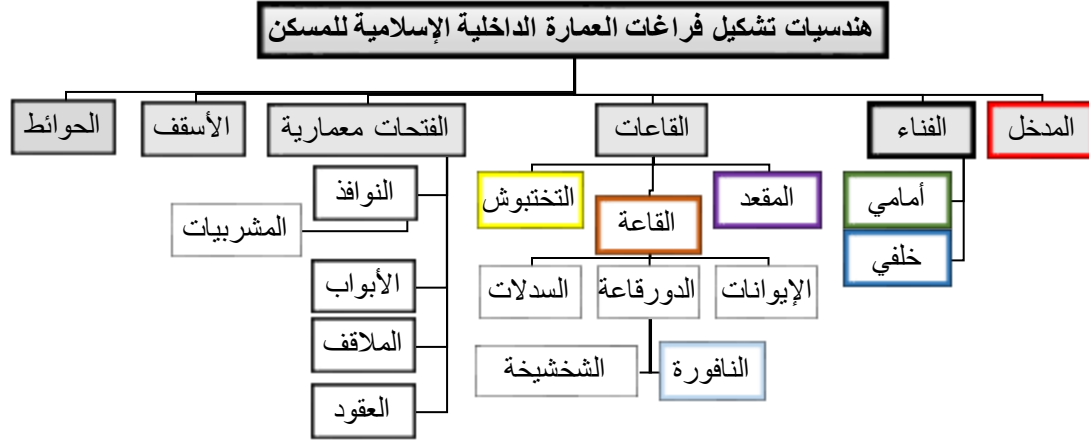 هندسيات تشكيل فراغات العمارة الداخلية الإسلامية للمسكن
المدخل
الفناء
القاعات
الفتحات معمارية
الأسقف
الحوائط
أمامي
خلفي
المقعد
القاعة
التختبوش
الإيوانات
الدورقاعة
السدلات
النافورة
الشخشيخة
النوافذ
المشربيات
الأبواب
الملاقف
العقود